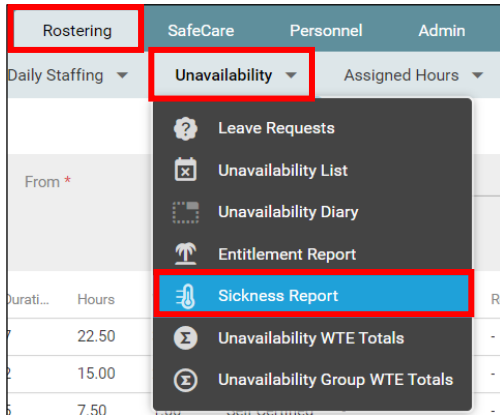 Rostering SafeCare Personnel Admin
Daily Staffing Unavailability Assigned Hours
Leave Requests
From * Unavailability List
Unavailability Diary
Entitlement Report
Durati... Hours Sickness Report R
22.50 Unavailability WTE Totals -
15.00 Unavailability Group WTE Totals -
7.50